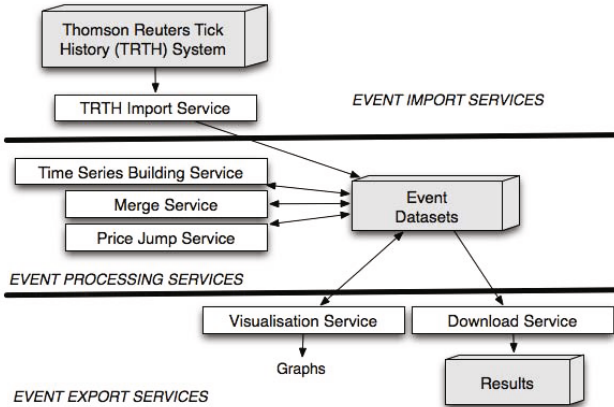 Thomson Reuters Tick
History (TRTH) System
TRTH Import Service
EVENT IMPORT SERVICES
Time Series Building Service
Merge Service
Price Jump Service
Event
Datasets
EVENT PROCESSING SERVICES
Visualisation Service
Download Service
Graphs
Results
EVENT EXPORT SERVICES